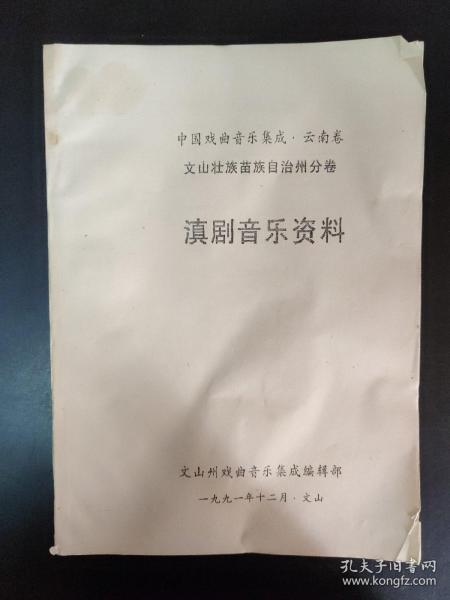 中国戏曲音乐集成·云南卷
文山壮族苗族自治州分卷
滇剧音乐资料
文山州戏曲音乐集成编辑部
一九九一年十二月·文山
孔夫子旧书网
www.kongfz.com